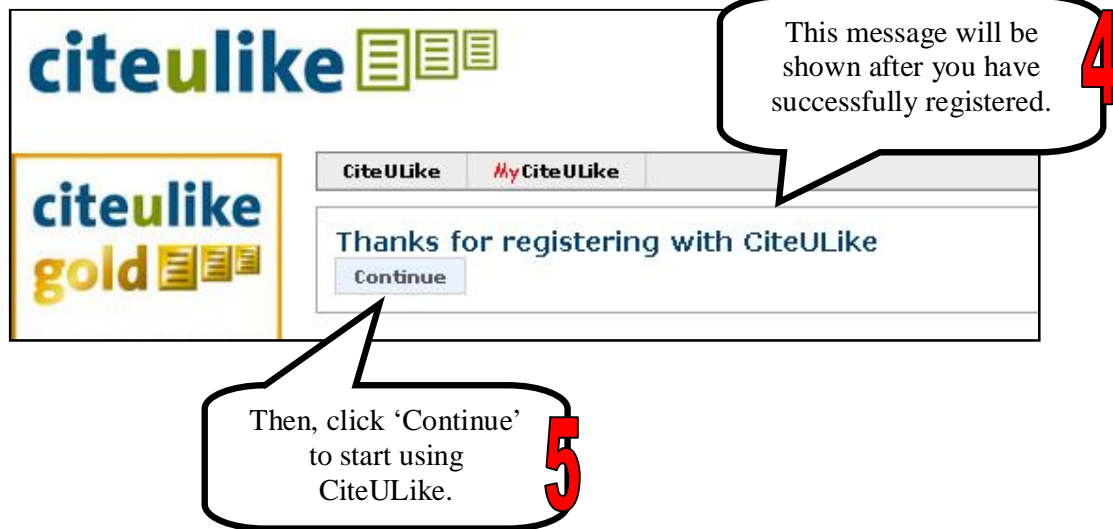 citeulike
This message will be
shown after you have
successfully registered.
4
citeulike
gold
CiteULike MyCiteULike
Thanks for registering with CiteULike
Continue
Then, click ‘Continue’
to start using
CiteULike.
5